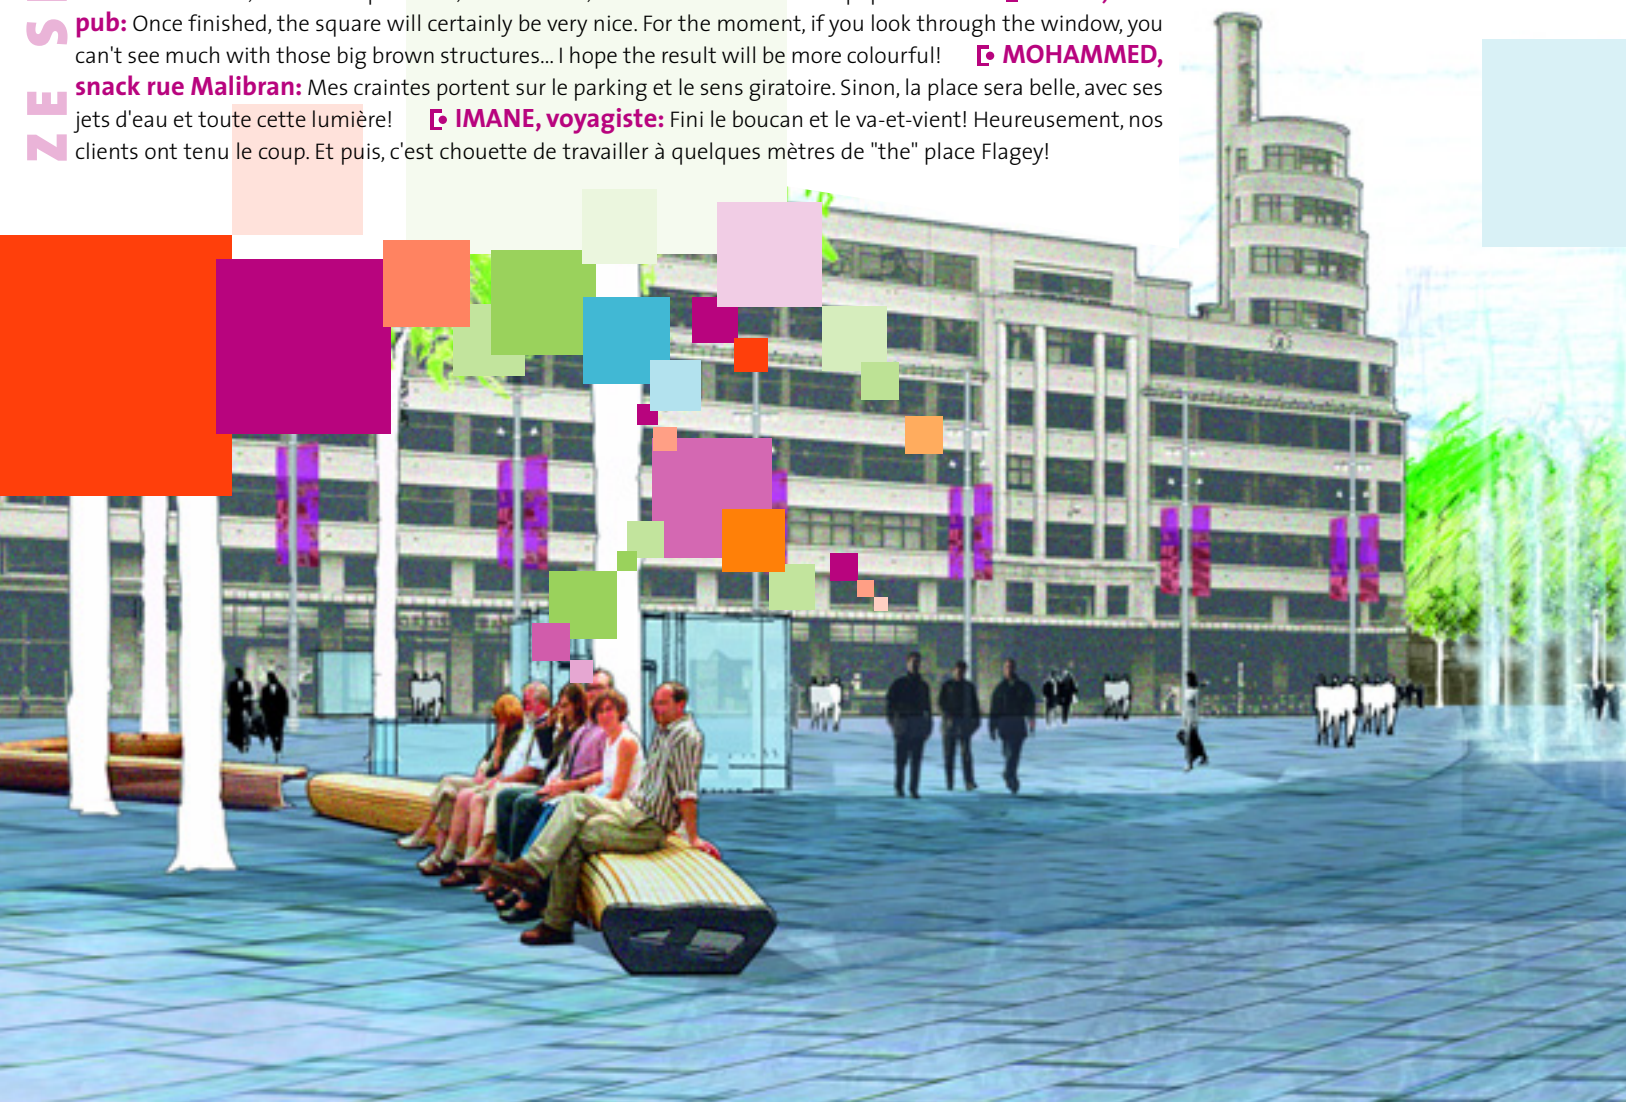 pub: Once finished, the square will certainly be very nice. For the moment, if you look through the window, you
can't see much with those big brown structures... I hope the result will be more colourful! MOHAMMED,
snack rue Malibran: Mes craintes portent sur le parking et le sens giratoire. Sinon, la place sera belle, avec ses
jets d'eau et toute cette lumière! IMANE, voyagiste: Fini le boucan et le va-et-vient! Heureusement, nos
clients ont tenu le coup. Et puis, c'est chouette de travailler à quelques mètres de "the" place Flagey!
ZE S